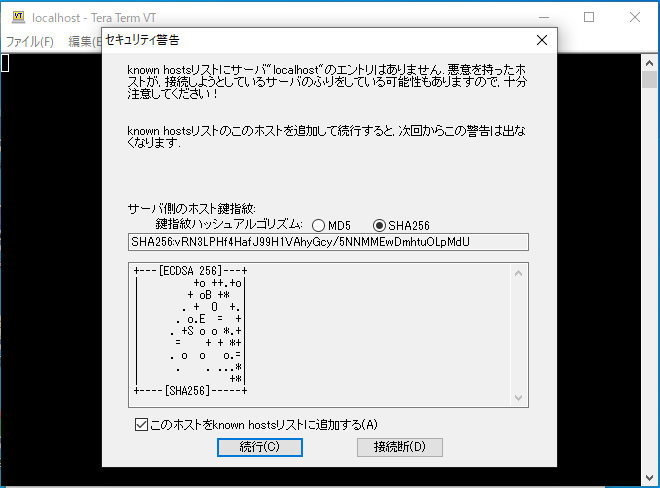 localhost - Tera Term VT
ファイル(F) 編集(E
セキュリティ警告
known hostsリストにサーバ"localhost"のエントリはありません. 悪意を持ったホ
ストが, 接続しようとしているサーバのふりをしている可能性もありますので, 十分
注意してください!
known hostsリストのこのホストを追加して続行すると, 次回からこの警告は出な
くなります.
サーバ側のホスト鍵指紋:
鍵指紋ハッシュアルゴリズム: MD5 SHA256
SHA256:vRN3LPHf4HafJ99H1VAhyGcy/5NNMMEwDmhtuOLpMdU
+---[ECDSA 256]---+
|        +o ++.+o|
|       + oB +*  |
|      . +  O  +.|
|     . o.E  =  +|
|    . +S o o *.+|
|     =    + + *+|
|    . o  o   o.=|
|     .    . ...*|
|             +*|
+----[SHA256]-----+
このホストをknown hostsリストに追加する(A)
続行(C) 接続断(D)